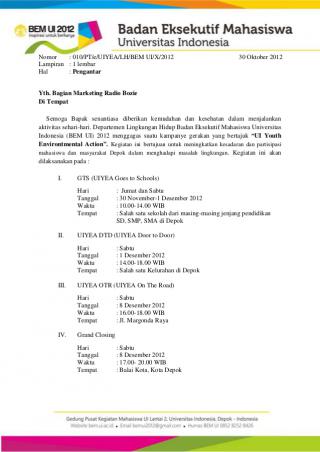 BEM UI 2012
inspirasi untuk berbenah
Badan Eksekutif Mahasiswa
Universitas Indonesia
Nomor : 010/PTie/UIYEA/LH/BEM UI/X/2012 30 Oktober 2012
Lampiran : 1 lembar
Hal : Pengantar
Yth. Bagian Marketing Radio Bozie
Di Tempat
Semoga Bapak senantiasa diberikan kemudahan dan kesehatan dalam menjalankan
aktivitas sehari-hari. Departemen Lingkungan Hidup Badan Eksekutif Mahasiswa Universitas
Indonesia (BEM UI) 2012 menggagas suatu kampanye gerakan yang bertajuk “UI Youth
Environtmental Action”. Kegiatan ini bertujuan untuk meningkatkan kesadaran dan partisipasi
mahasiswa dan masyarakat Depok dalam menghadapi masalah lingkungan. Kegiatan ini akan
dilaksanakan pada :
I. GTS (UIYEA Goes to Schools)
Hari : Jumat dan Sabtu
Tanggal : 30 November-1 Desember 2012
Waktu : 10.00-14.00 WIB
Tempat : Salah satu sekolah dari masing-masing jenjang pendidikan
SD, SMP, SMA di Depok
II. UIYEA DTD (UIYEA Door to Door)
Hari : Sabtu
Tanggal : 1 Desember 2012
Waktu : 14.00-18.00 WIB
Tempat : Salah satu Kelurahan di Depok
III. UIYEA OTR (UIYEA On The Road)
Hari : Sabtu
Tanggal : 8 Desember 2012
Waktu : 16.00-18.00 WIB
Tempat : Jl. Margonda Raya
IV. Grand Closing
Hari : Sabtu
Tanggal : 8 Desember 2012
Waktu : 17.00- 20.00 WIB
Tempat : Balai Kota, Kota Depok
Gedung Pusat Kegiatan Mahasiswa UI Lantai 2, Universitas Indonesia, Depok - Indonesia
Website bem.ui.ac.id, Email bemui2012@gmail.com Humas BEM UI 0852 8252 8426